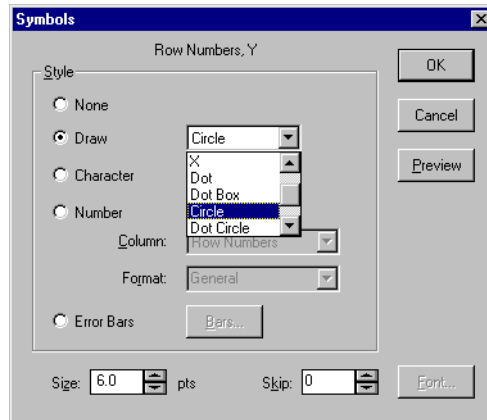 Symbols
Row Numbers, Y
Style
None
Draw
Circle
X
Dot
Dot Box
Circle
Dot Circle
Character
Number
Column:
Row Numbers
Format:
General
Error Bars
Bars...
Size:
6.0
pts
Skip:
0
OK
Cancel
Preview
Font...